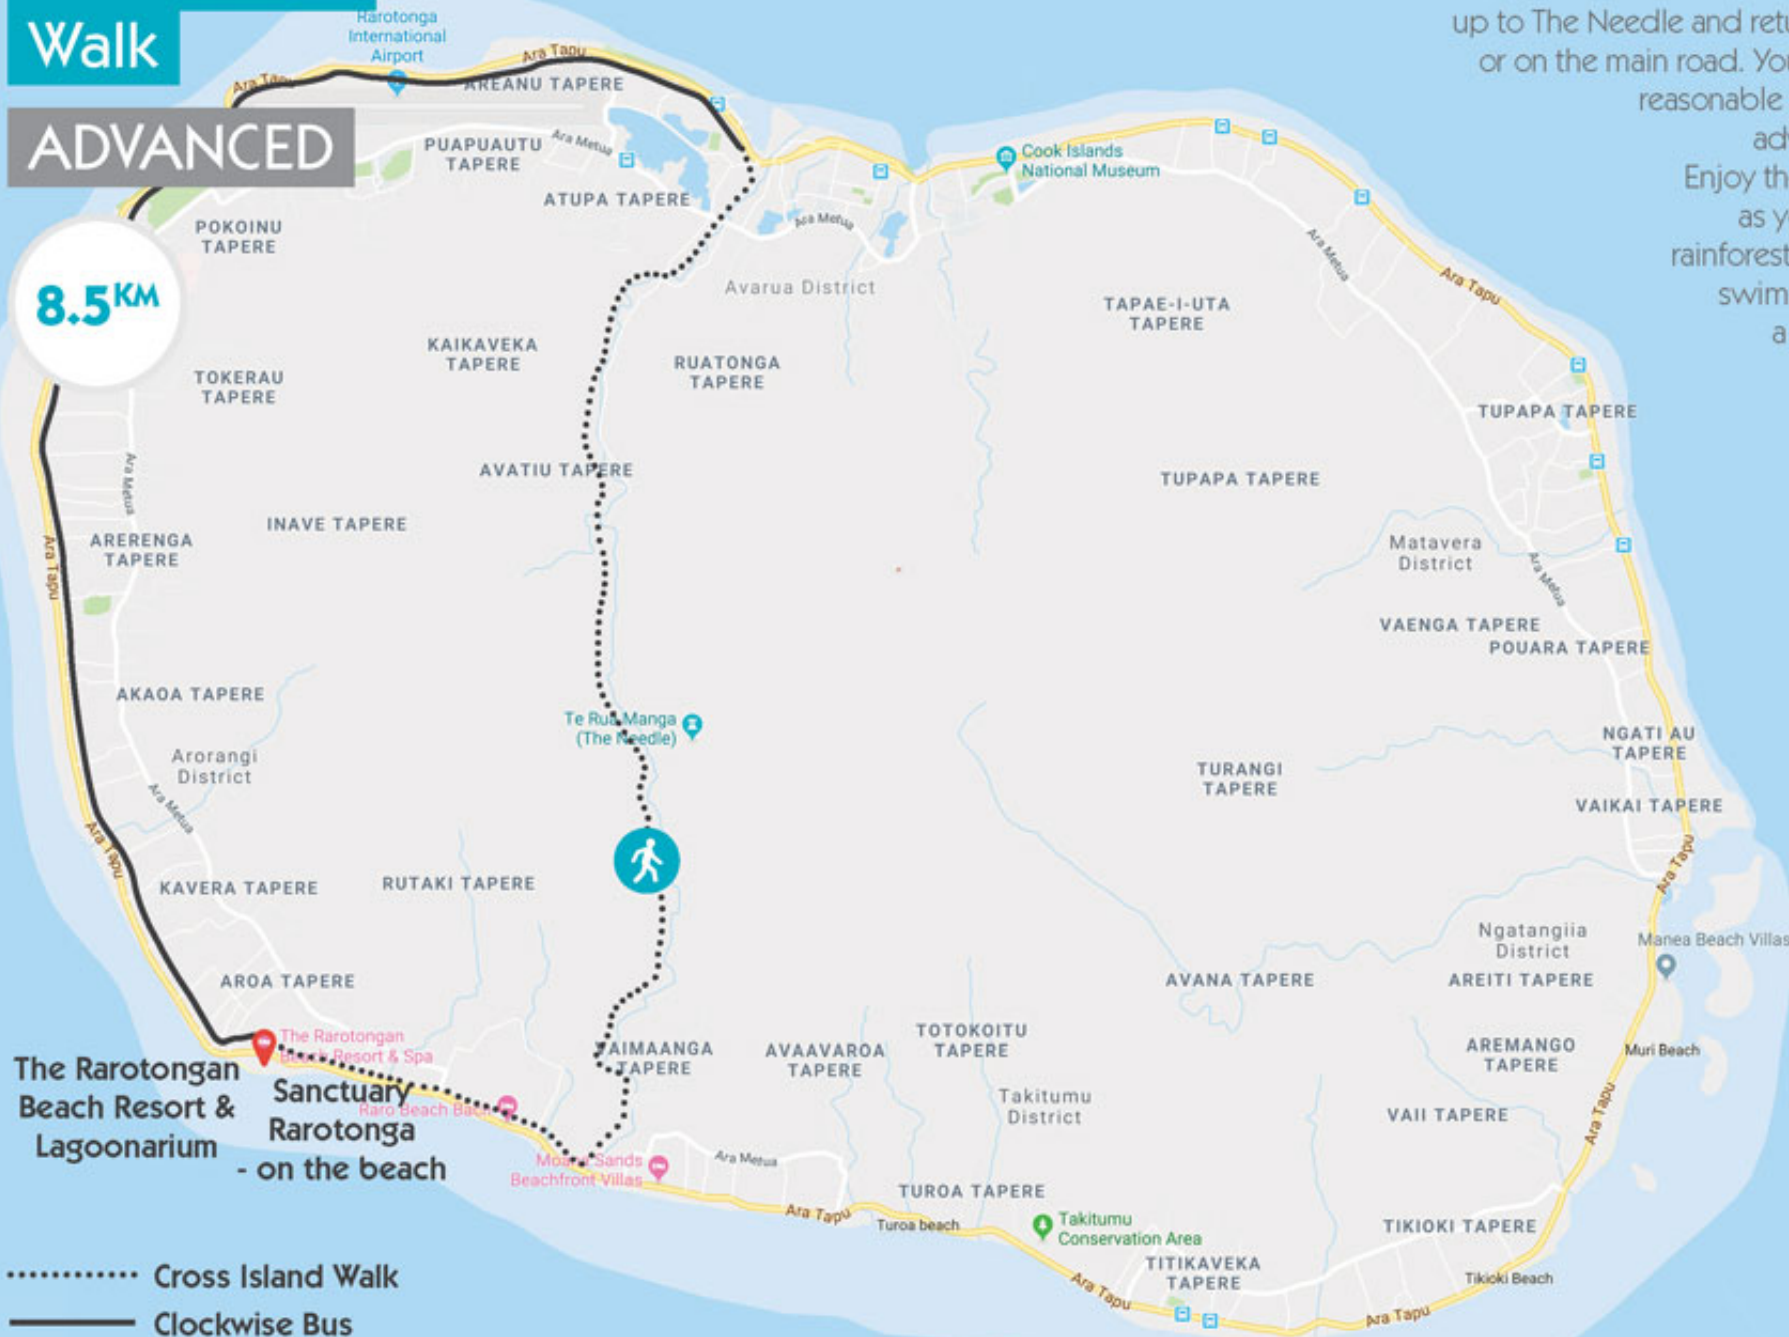 Walk
ADVANCED
8.5KM
up to The Needle and
or on the main road.
reasonable
Enjoy
as
rainforest
swim
a
Rarotonga
International
Airport
Ara Tapu
Ara Tapu
AREANU TAPERE
PUAPUAUTU
TAPERE
Ara Metua
ATUPA TAPERE
Cook Islands
National Museum
POKOINU
TAPERE
Ara Metua
Ara Metua
Ara Tapu
Avarua District
TAPAE-I-UTA
TAPERE
KAIKAVEKA
TAPERE
RUATONGA
TAPERE
TOKERAU
TAPERE
TUPAPA TAPERE
AVATIU TAPERE
TUPAPA TAPERE
Ara Metua
INAVE TAPERE
ARERENGA
TAPERE
Ara Tapu
Matavera
District
Ara Metua
VAENGA TAPERE
POUARA TAPERE
AKAOA TAPERE
Te Rua Manga
(The Needle)
NGATI AU
TAPERE
Arorangi
District
TURANGI
TAPERE
VAIKAI TAPERE
Ara Metua
Ara Tapu
Ara Tapu
KAVERA TAPERE
RUTAKI TAPERE
Ngatangiia
District
Manea Beach Villas
AROA TAPERE
AVANA TAPERE
AREITI TAPERE
The Rarotongan
Beach Resort & Spa
VAIMAANGA
TAPERE
AVAAVAROA
TAPERE
TOTOKOITU
TAPERE
AREMANGO
TAPERE
Muri Beach
The Rarotongan
Beach Resort &
Lagoonarium
Sanctuary
Rarotonga
- on the beach
Raro Beach Bach
Takitumu
District
VAII TAPERE
Ara Tapu
Moana Sands
Beachfront Villas
Ara Metua
TUROA TAPERE
Ara Tapu
Turoa beach
Takitumu
Conservation Area
TIKIOKI TAPERE
TITIKAVEKA
TAPERE
Tikioki Beach
Ara Tapu
Ara Tapu
Cross Island Walk
Clockwise Bus